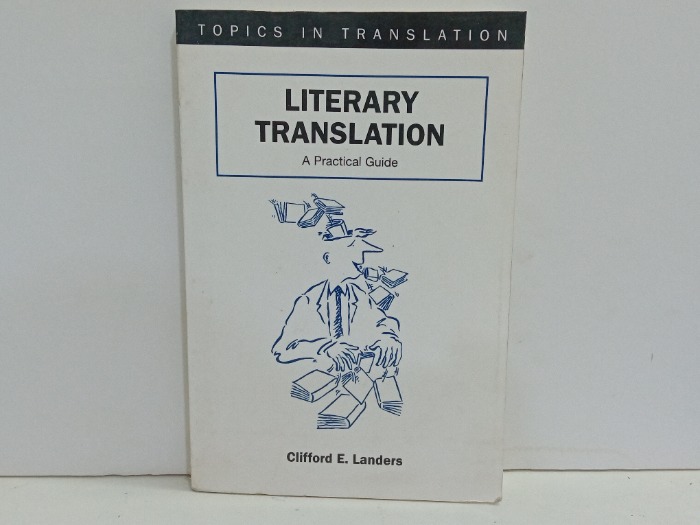 TOPICS IN TRANSLATION
LITERARY
TRANSLATION
A Practical Guide
Clifford E. Landers